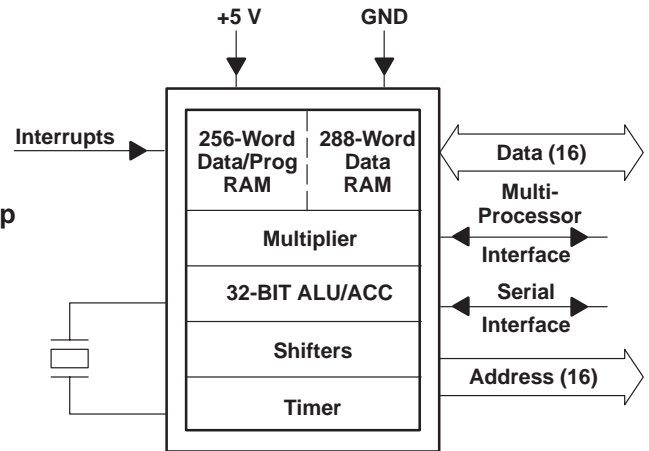 +5 V
GND
Interrupts
256-Word
Data/Prog
RAM
288-Word
Data
RAM
Data (16)
Multi-
Processor
Interface
p
Multiplier
32-BIT ALU/ACC
Serial
Interface
Shifters
Address (16)
Timer